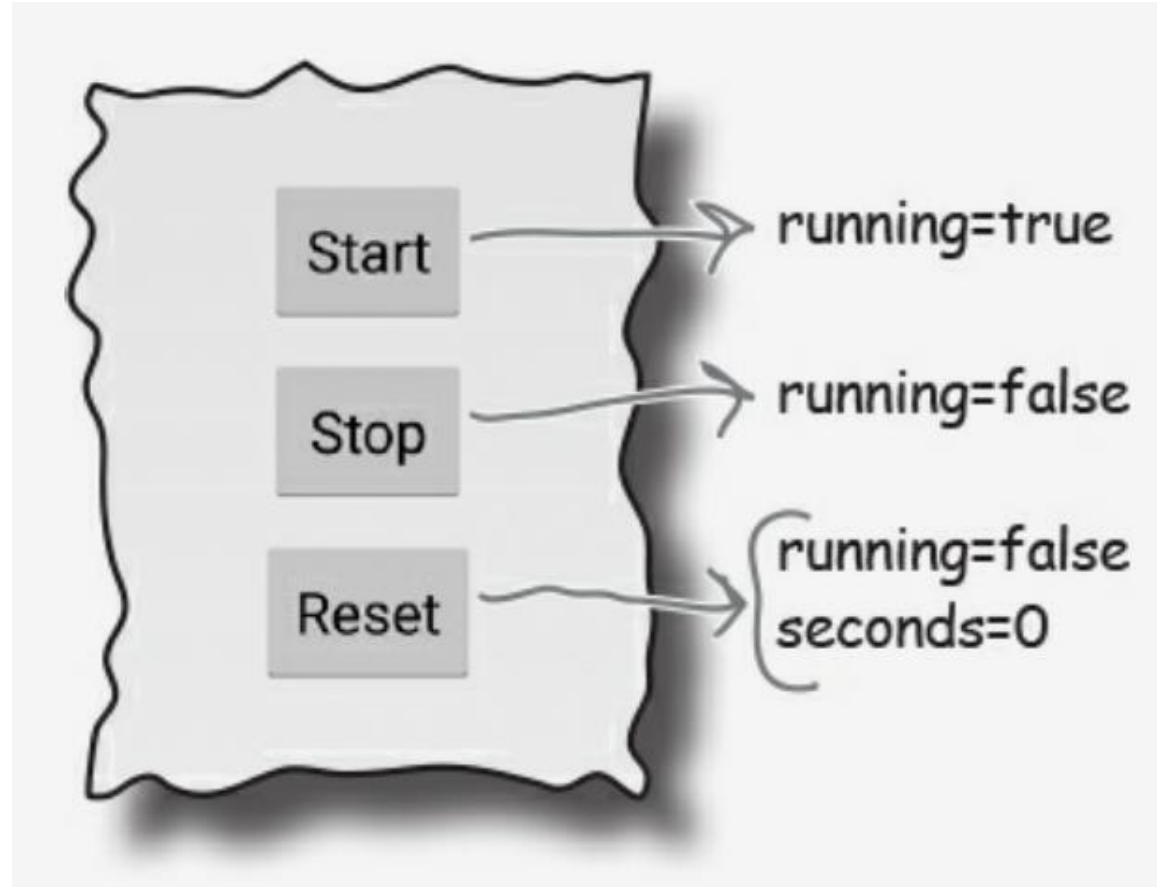 Start
running=true
Stop
running=false
Reset
running=false
seconds=0